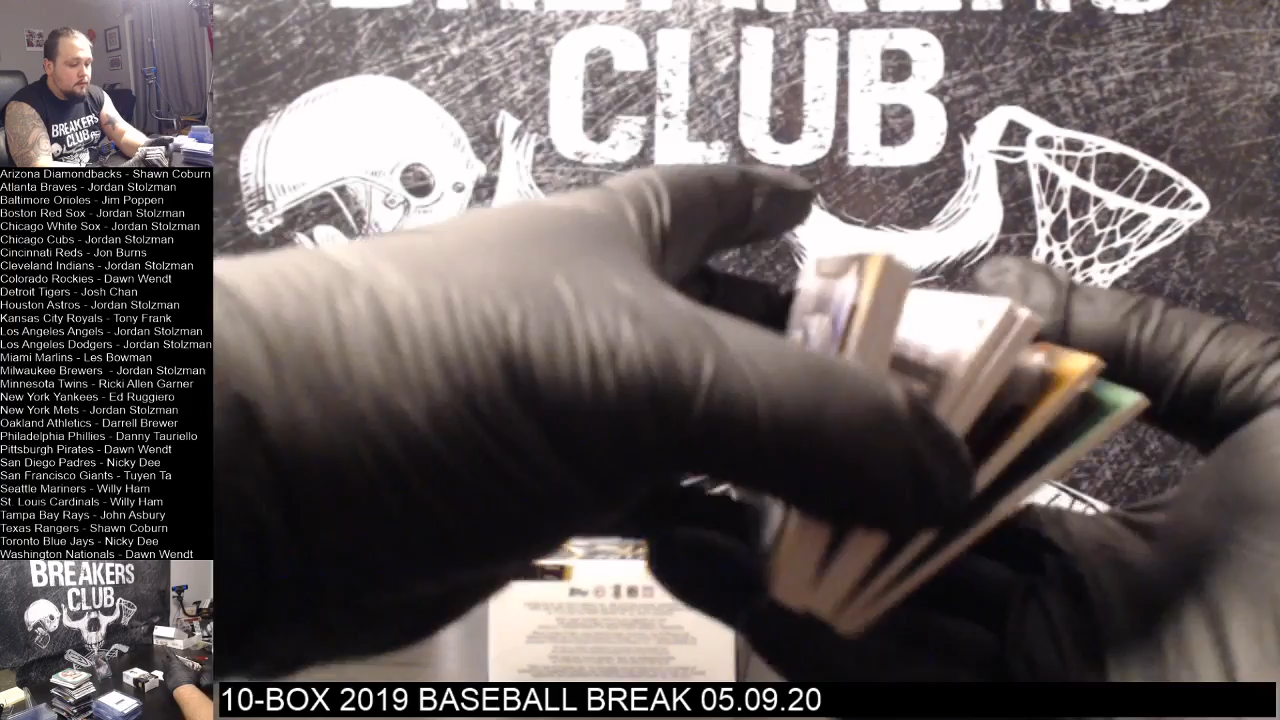 BREAKERS
CLUB
BREAKERS
CLUB
Arizona Diamondbacks - Shawn Coburn
Atlanta Braves - Jordan Stolzman
Baltimore Orioles - Jim Poppen
Boston Red Sox - Jordan Stolzman
Chicago White Sox - Jordan Stolzman
Chicago Cubs - Jordan Stolzman
Cincinnati Reds - Jon Burns
Cleveland Indians - Jordan Stolzman
Colorado Rockies - Dawn Wendt
Detroit Tigers - Josh Chan
Houston Astros - Jordan Stolzman
Kansas City Royals - Tony Frank
Los Angeles Angels - Jordan Stolzman
Los Angeles Dodgers - Jordan Stolzman
Miami Marlins - Les Bowman
Milwaukee Brewers - Jordan Stolzman
Minnesota Twins - Ricki Allen Garner
New York Yankees - Ed Ruggiero
New York Mets - Jordan Stolzman
Oakland Athletics - Darrell Brewer
Philadelphia Phillies - Danny Tauriello
Pittsburgh Pirates - Dawn Wendt
San Diego Padres - Nicky Dee
San Francisco Giants - Tuyen Ta
Seattle Mariners - Willy Ham
St. Louis Cardinals - Willy Ham
Tampa Bay Rays - John Asbury
Texas Rangers - Shawn Coburn
Toronto Blue Jays - Nicky Dee
Washington Nationals - Dawn Wendt
BREAKERS
CLUB
Topps
10-BOX 2019 BASEBALL BREAK 05.09.20